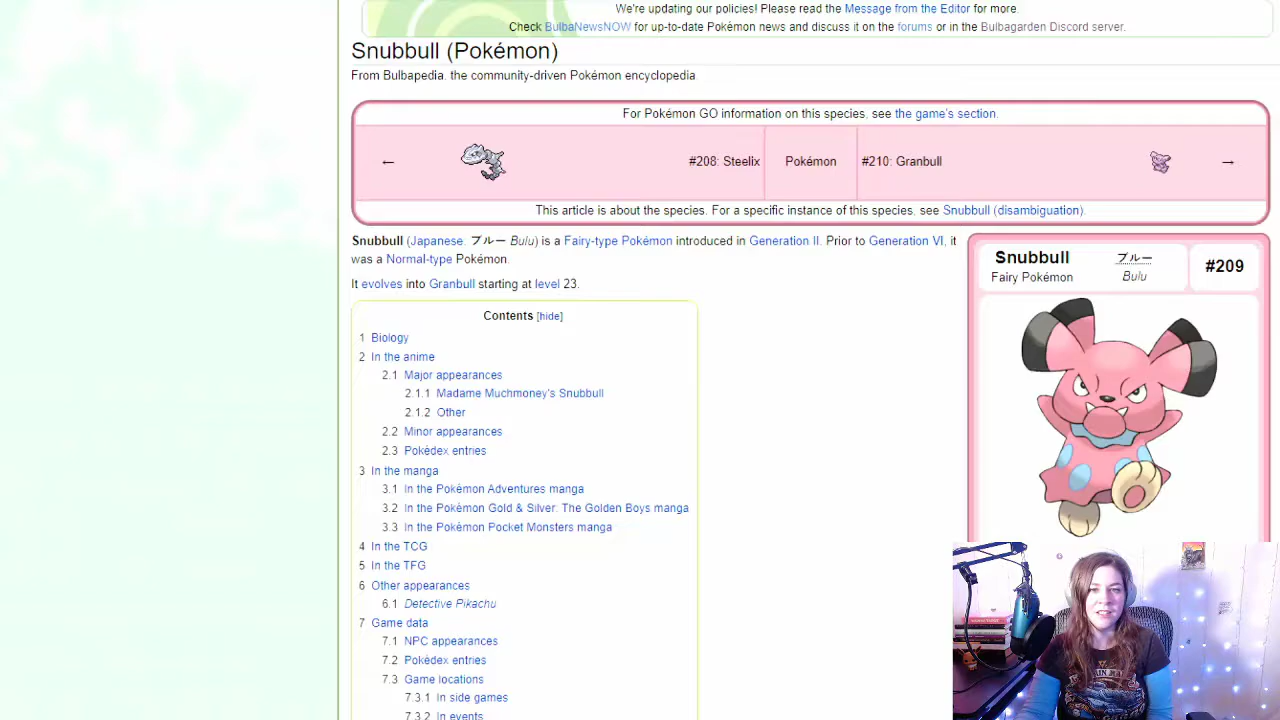 We're updating our policies! Please read the Message from the Editor for more.
Check BulbaNewsNOW for up-to-date Pokémon news and discuss it on the forums or in the Bulbagarden Discord server.
Snubbull (Pokémon)
From Bulbapedia, the community-driven Pokémon encyclopedia.
For Pokémon GO information on this species, see the game's section.
← #208: Steelix Pokémon #210: Granbull →
This article is about the species. For a specific instance of this species, see Snubbull (disambiguation).
Snubbull (Japanese: ブルー Bulu) is a Fairy-type Pokémon introduced in Generation II. Prior to Generation VI, it
was a Normal-type Pokémon.
It evolves into Granbull starting at level 23.
Snubbull ブルー #209
Fairy Pokémon Bulu
Contents [hide]
1 Biology
2 In the anime
2.1 Major appearances
2.1.1 Madame Muchmoney's Snubbull
2.1.2 Other
2.2 Minor appearances
2.3 Pokédex entries
3 In the manga
3.1 In the Pokémon Adventures manga
3.2 In the Pokémon Gold & Silver: The Golden Boys manga
3.3 In the Pokémon Pocket Monsters manga
4 In the TCG
5 In the TFG
6 Other appearances
6.1 Detective Pikachu
7 Game data
7.1 NPC appearances
7.2 Pokédex entries
7.3 Game locations
7.3.1 In side games
7.3.2 In events